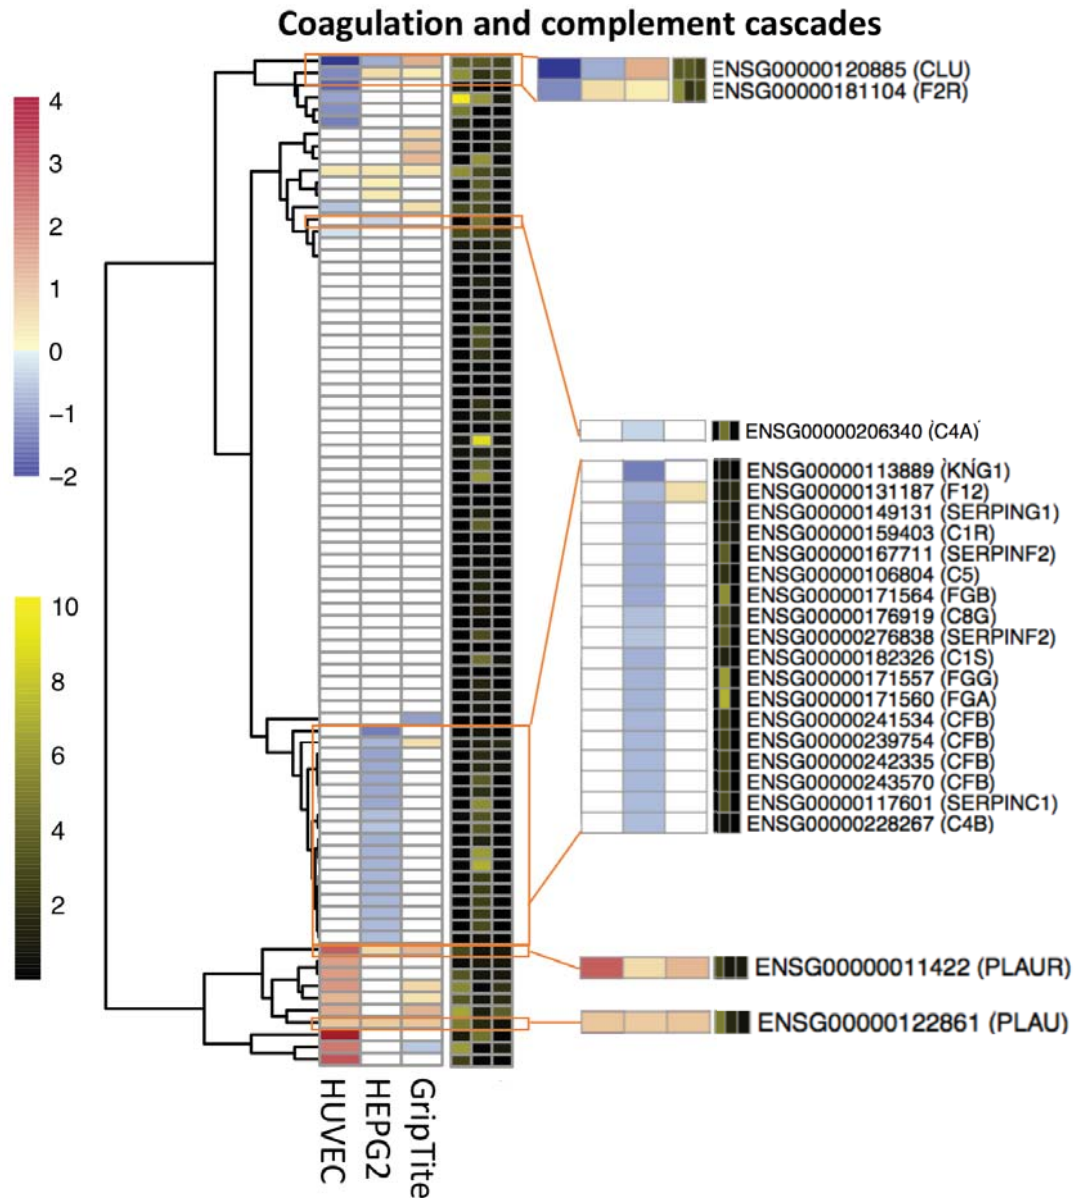 Coagulation and complement cascades
ENSG00000120885 (CLU)
ENSG00000181104 (F2R)
4
3
2
1
0
−1
−2
ENSG00000206340 (C4A)
ENSG00000113889 (KNG1)
ENSG00000131187 (F12)
ENSG00000149131 (SERPING1)
ENSG00000159403 (C1R)
ENSG00000167711 (SERPINF2)
ENSG00000106804 (C5)
ENSG00000171564 (FGB)
ENSG00000176919 (C8G)
ENSG00000276838 (SERPINF2)
ENSG00000182326 (C1S)
ENSG00000171557 (FGG)
ENSG00000171560 (FGA)
ENSG00000241534 (CFB)
ENSG00000239754 (CFB)
ENSG00000242335 (CFB)
ENSG00000243570 (CFB)
ENSG00000117601 (SERPINC1)
ENSG00000228267 (C4B)
10
8
6
4
2
ENSG00000011422 (PLAUR)
ENSG00000122861 (PLAU)
HUVEC
HEPG2
GripTite